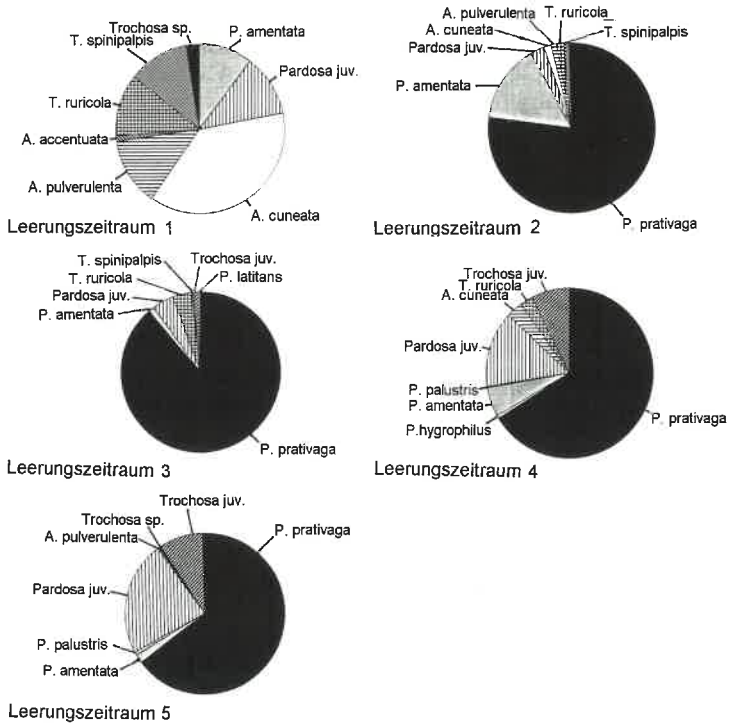 Trochosa sp.
P. amentata
T. spinipalpis
Pardosa juv.
T. ruricola
A. accentuata
A. pulverulenta
A. cuneata
Leerungszeitraum 1
A. pulverulenta
T. ruricola
A. cuneata
T. spinipalpis
Pardosa juv.
P. amentata
P. prativaga
Leerungszeitraum 2
T. spinipalpis
Trochosa juv.
T. ruricola
P. latitans
Pardosa juv.
P. amentata
P. prativaga
Leerungszeitraum 3
Trochosa juv.
T. ruricola
A. cuneata
Pardosa juv.
P. palustris
P. amentata
P. prativaga
P.hygrophilus
Leerungszeitraum 4
Trochosa juv.
Trochosa sp.
P. prativaga
A. pulverulenta
Pardosa juv.
P. palustris
P. amentata
Leerungszeitraum 5